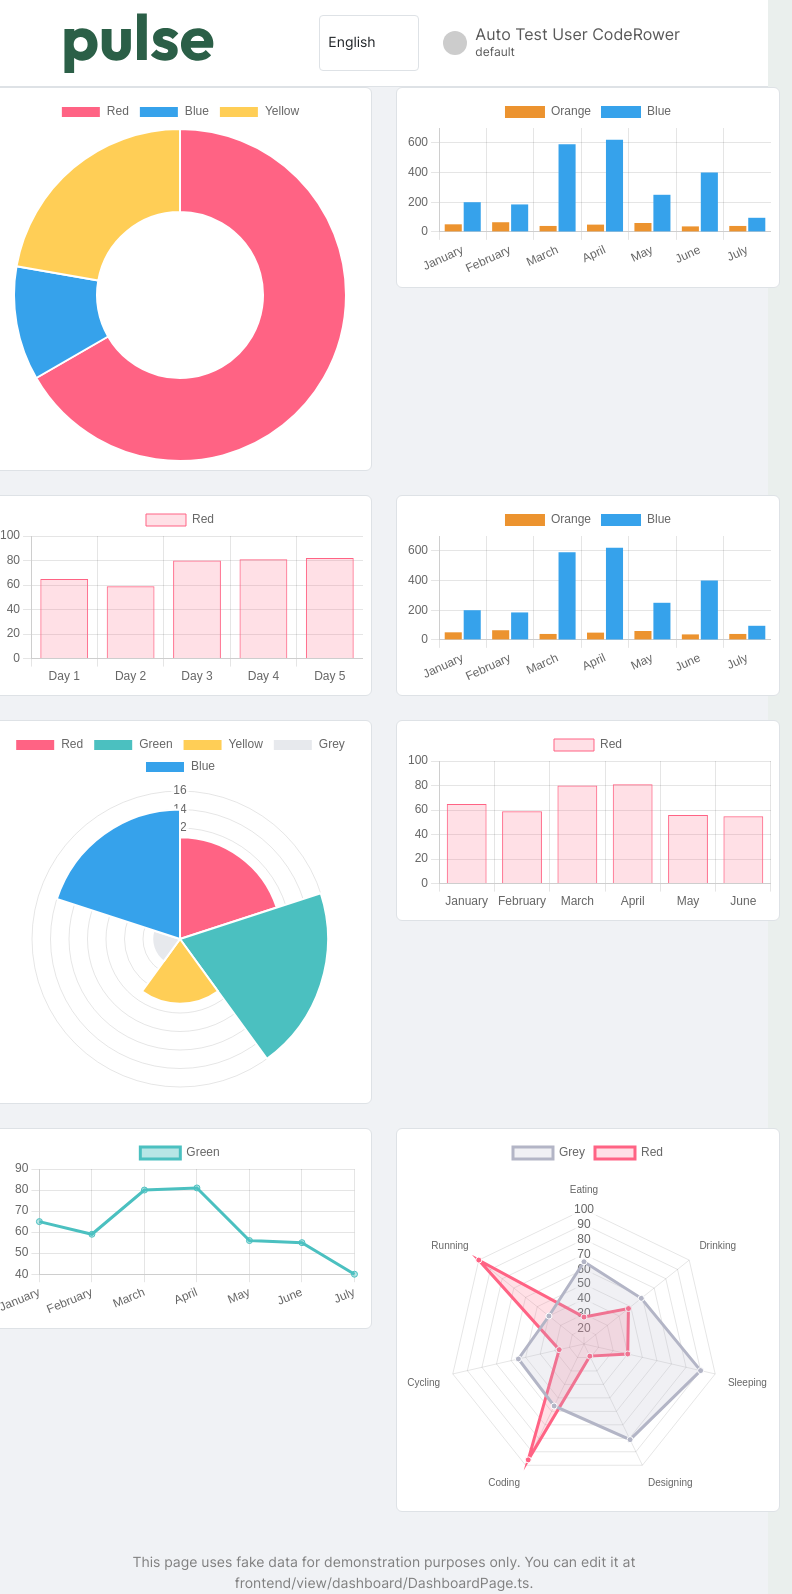 pulse
English
Auto Test User CodeRower
default
Red Blue Yellow
Orange Blue
600
400
200
0
January February March April May June July
Red
100
80
60
40
20
0
Day 1 Day 2 Day 3 Day 4 Day 5
Orange Blue
600
400
200
0
January February March April May June July
Red Green Yellow Grey
Blue
16
14
2
Red
100
80
60
40
20
0
January February March April May June
Green
90
80
70
60
50
40
January February March April May June July
Grey Red
Eating
100
90
80
70
60
50
40
30
20
Running
Drinking
Cycling
Sleeping
Coding
Designing
This page uses fake data for demonstration purposes only. You can edit it at
frontend/view/dashboard/DashboardPage.ts.